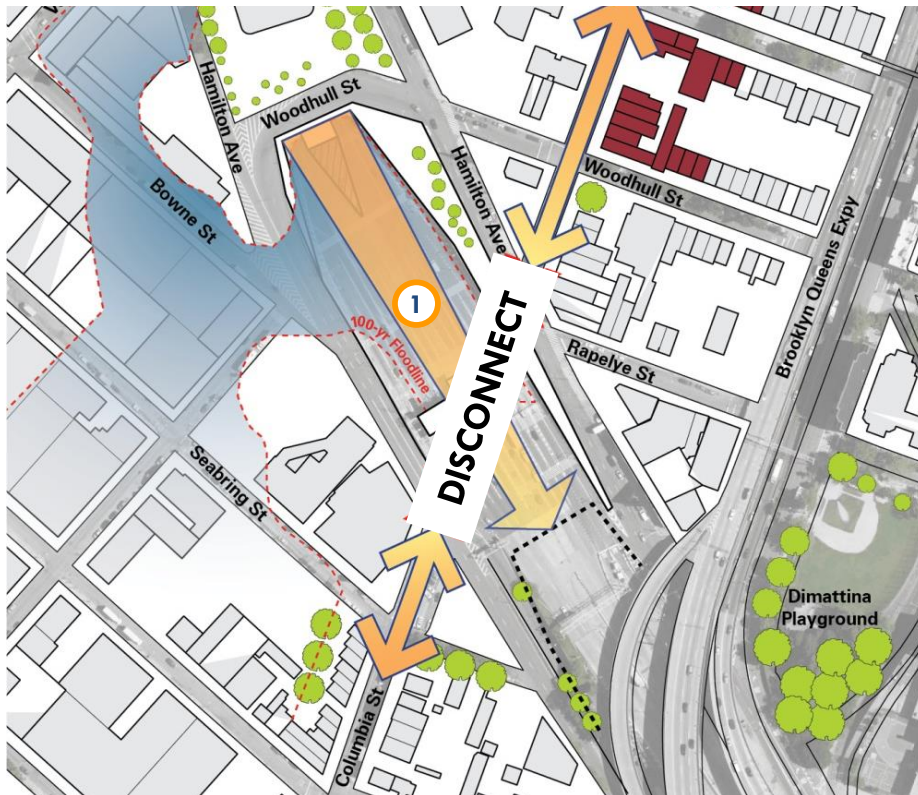 Hamilton Ave
Woodhull St
Hamilton Ave
Woodhull St
Bowne St
Brooklyn Queens Expy
1
100-yr Floodline
DISCONNECT
Rapelye St
Seabring St
Dimattina
Playground
Columbia St